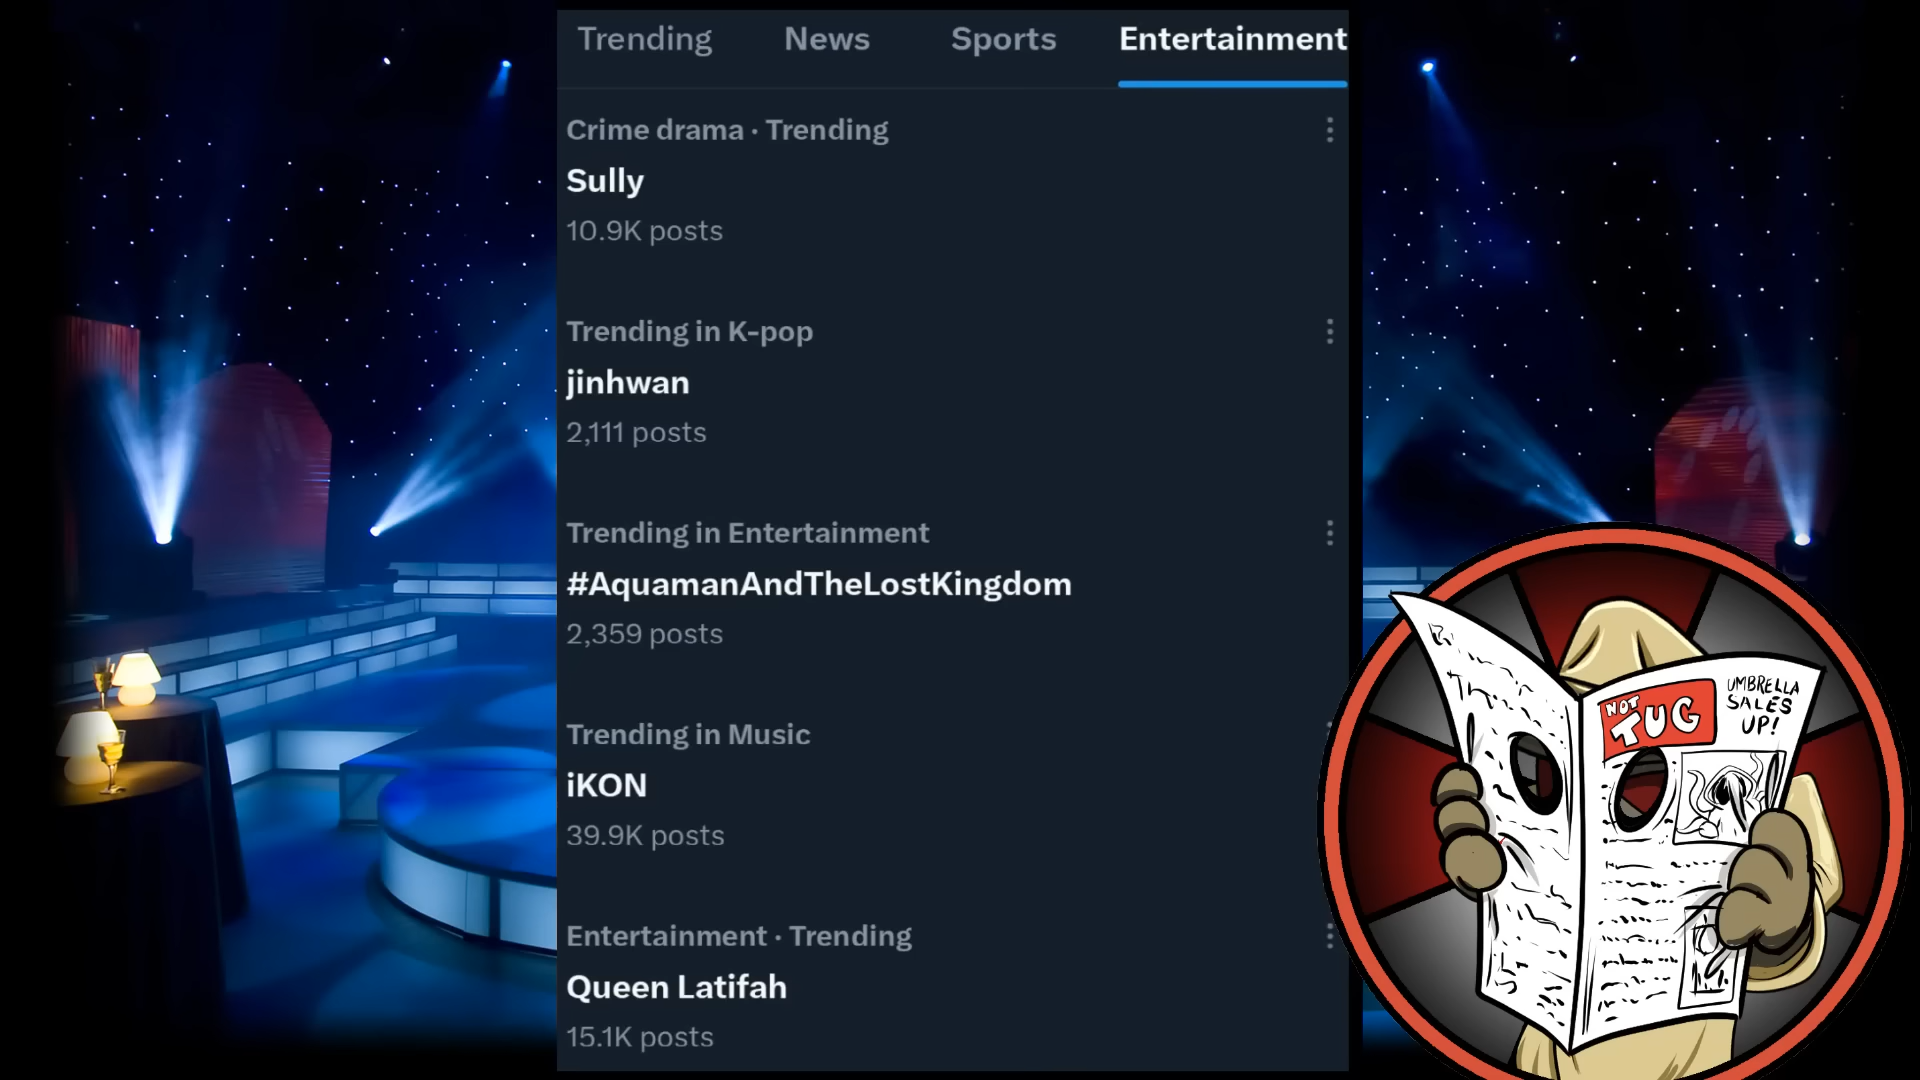 Trending News Sports Entertainment
Crime drama · Trending
Sully
10.9K posts
Trending in K-pop
jinhwan
2,111 posts
Trending in Entertainment
#AquamanAndTheLostKingdom
2,359 posts
Trending in Music
iKON
39.9K posts
Entertainment · Trending
Queen Latifah
15.1K posts
NOT
TUG
UMBRELLA
SALES
UP!